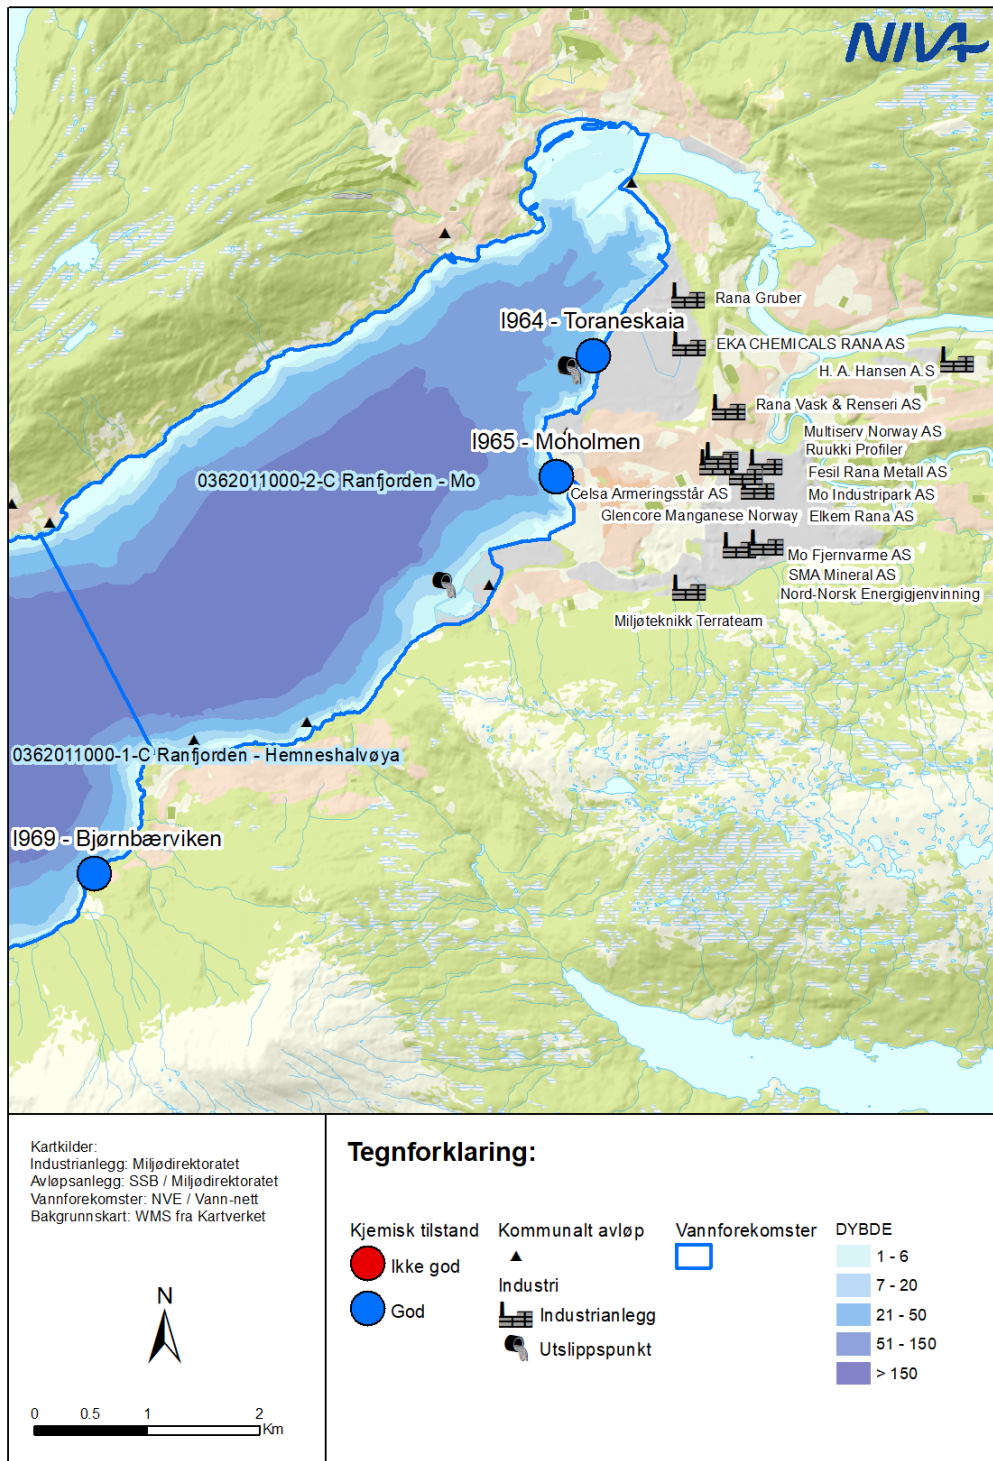 NIVA
Rana Gruber
I964 - Toraneskaia
EKA CHEMICALS RANA AS
H. A. Hansen A.S
Rana Vask & Renseri AS
Multiserv Norway AS
I965 - Moholmen
Ruukki Profiler
Fesil Rana Metall AS
0362011000-2-C Ranfjorden - Mo
Celsa Armeringsstår AS
Mo Industripark AS
Glencore Manganese Norway
Elkem Rana AS
Mo Fjernvarme AS
SMA Mineral AS
Nord-Norsk Energigjenvinning
Miljøteknikk Terrateam
0362011000-1-C Ranfjorden - Hemneshalvøya
I969 - Bjørnbærviken
Kartkilder:
Industrianlegg: Miljødirektoratet
Avløpsanlegg: SSB / Miljødirektoratet
Vannforekomster: NVE / Vann-nett
Bakgrunnskart: WMS fra Kartverket
N
0 0.5 1 2
Km
Tegnforklaring:
Kjemisk tilstand
Ikke god
God
Kommunalt avløp
Industri
Industrianlegg
Utslippspunkt
Vannforekomster
DYBDE
1 - 6
7 - 20
21 - 50
51 - 150
> 150